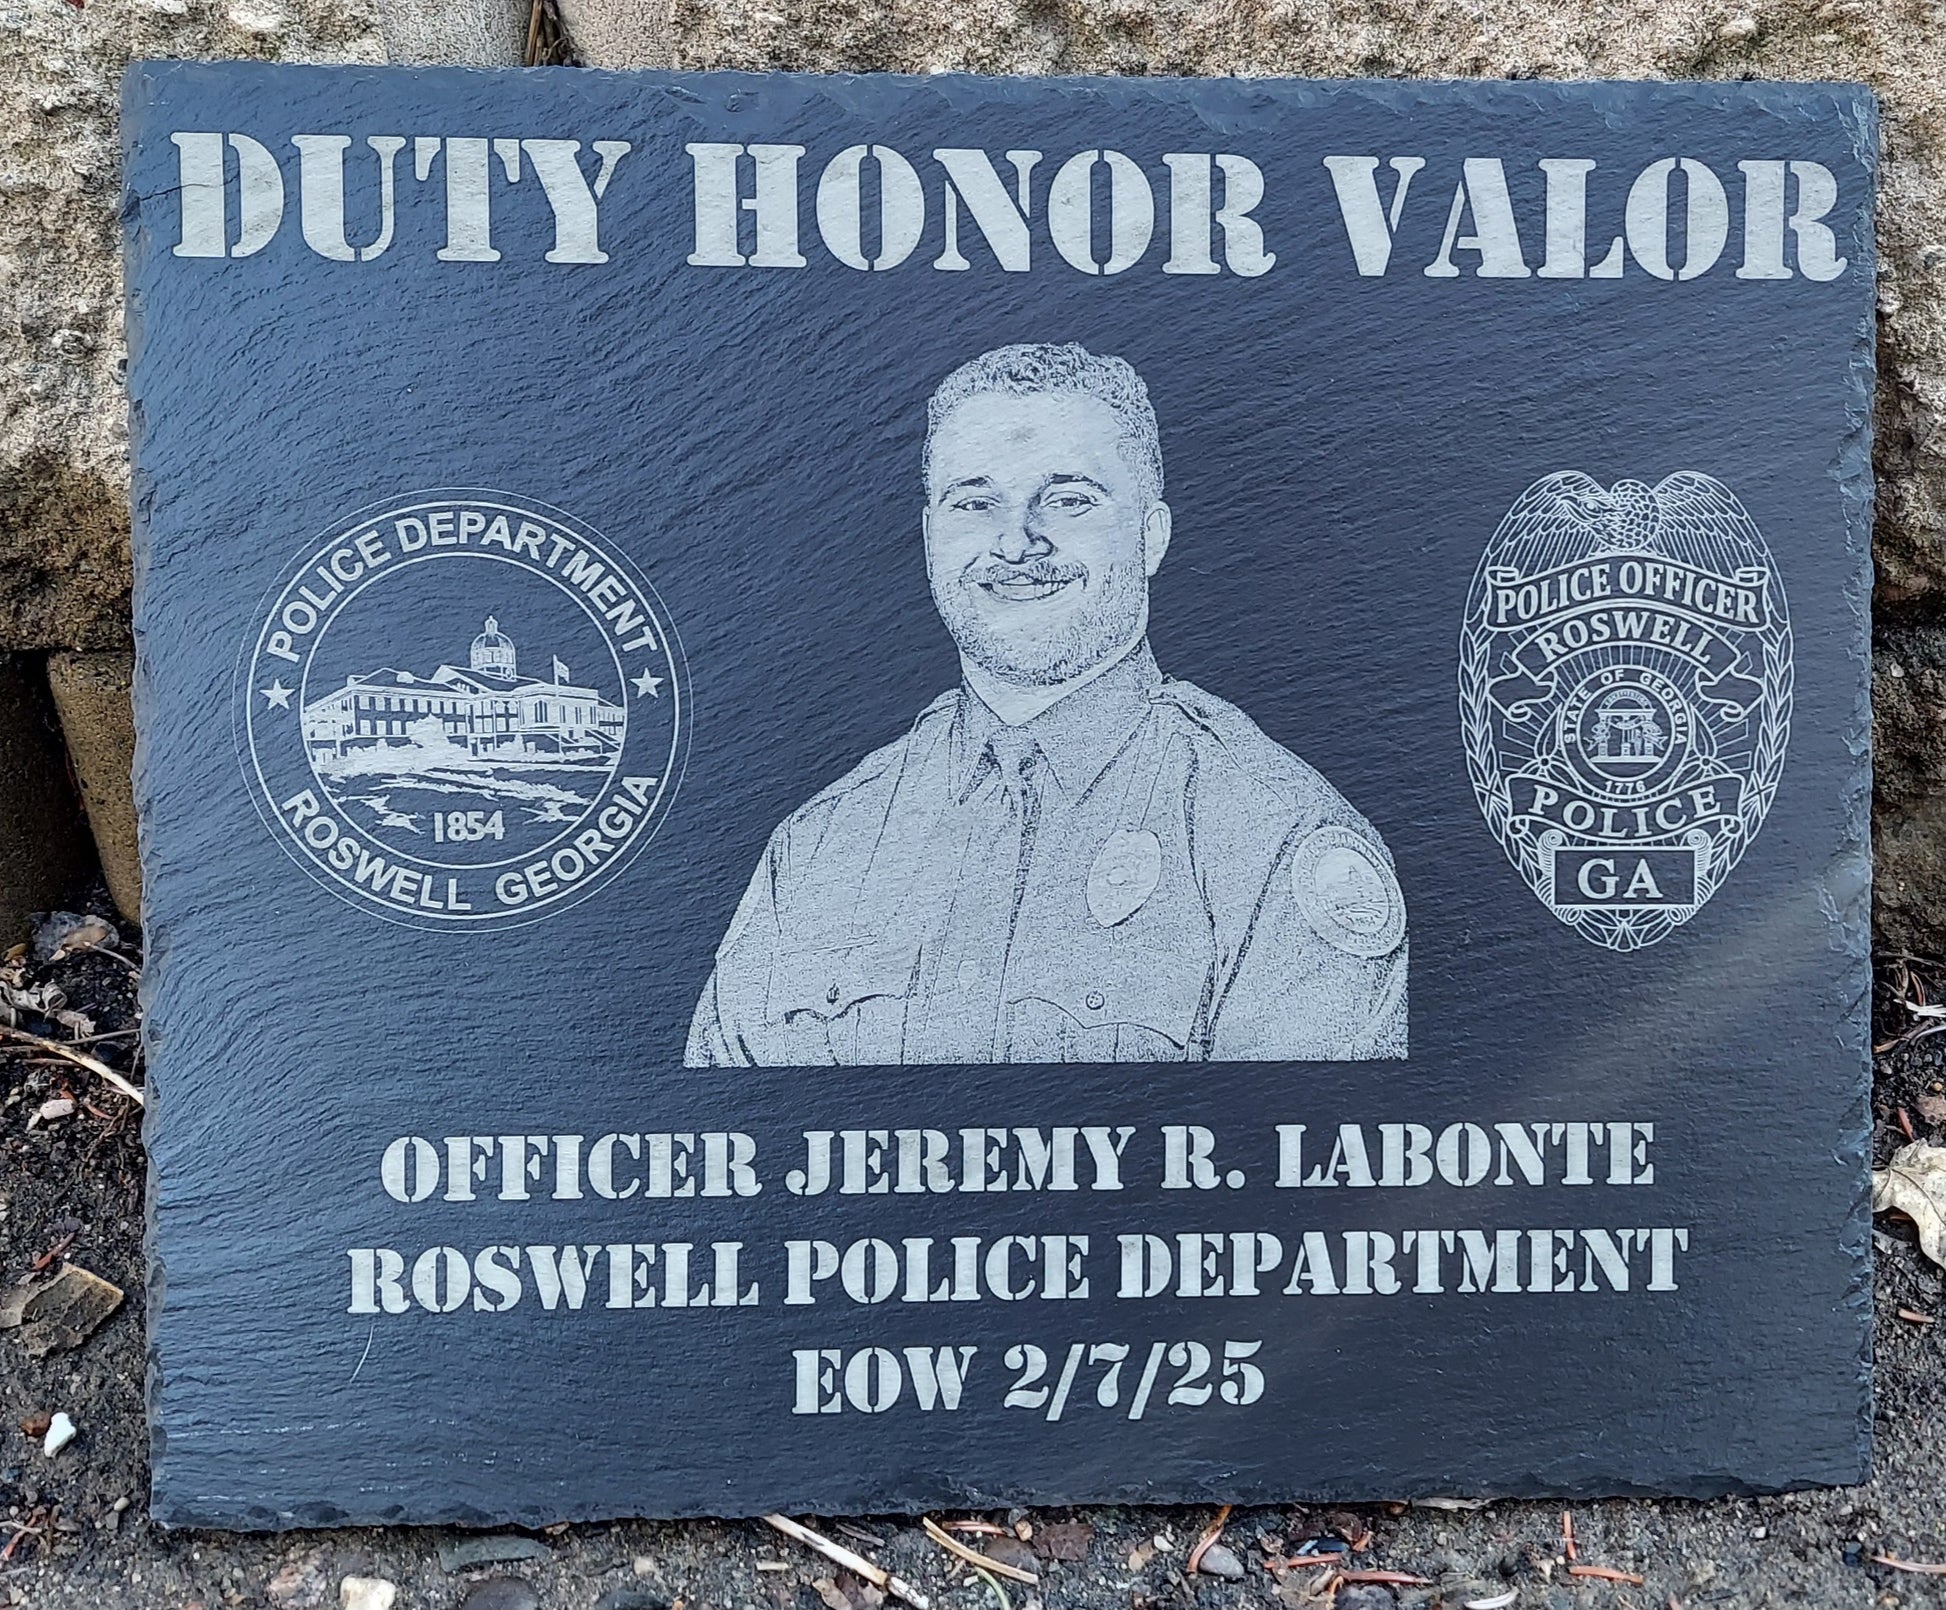 DUTY HONOR VALOR
POLICE DEPARTMENT
1854
ROSWELL GEORGIA
POLICE OFFICER
ROSWELL
STATE OF GEORGIA
1776
POLICE
GA
OFFICER JEREMY R. LABONTE
ROSWELL POLICE DEPARTMENT
EOW 2/7/25